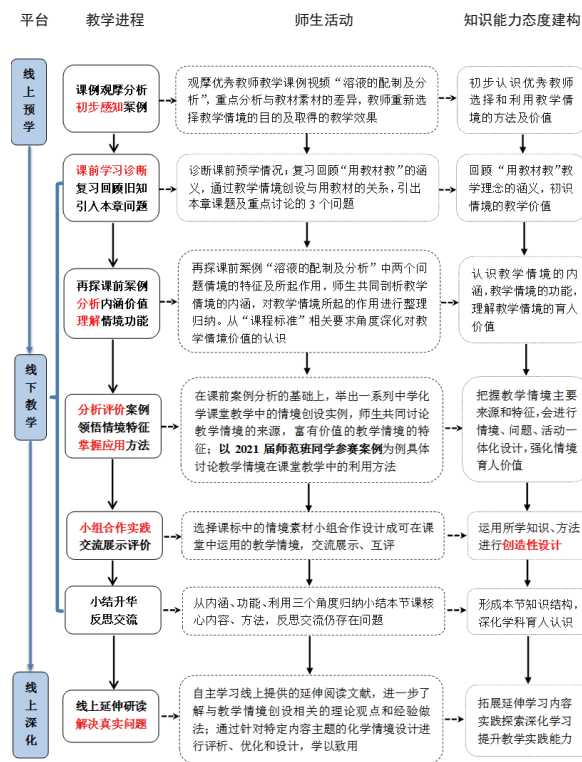 平台 教学进程 师生活动 知识能力态度建构
线上预学
课例观摩分析
初步感知案例
观摩优秀教师教学课例视频“溶液的配制及分
析”，重点分析与教材素材的差异，教师重新选
择教学情境的目的及取得的教学效果
初步认识优秀教师
选择和利用教学情
境的方法及价值
线下教学
课前学习诊断
复习回顾旧知
引入本章问题
诊断课前预学情况；复习回顾“用教材教”的涵
义，通过教学情境创设与用教材的关系，引出
本章课题及重点讨论的 3 个问题
回顾“用教材教”教
学理念的涵义，初识
情境的教学价值
再探课前案例
分析内涵价值
理解情境功能
再探课前案例“溶液的配制及分析”中两个问
题情境的特征及所起作用，师生共同剖析教学
情境的内涵，对教学情境所起的作用进行整理
归纳。从“课程标准”相关要求角度深化对教
学情境价值的认识
认识教学情境的内
涵，教学情境的功能，
理解教学情境的育人
价值
分析评价案例
领悟情境特征
掌握应用方法
在课前案例分析的基础上，举出一系列中学化
学课堂教学中的情境创设实例，师生共同讨论
教学情境的来源，富有价值的教学情境的特
征；以 2021 届师范班同学参赛案例为例具体
讨论教学情境在课堂教学中的利用方法
把握教学情境主要
来源和特征，会进行
情境、问题、活动一
体化设计，强化情境
育人价值
小组合作实践
交流展示评价
选择课标中的情境素材小组合作设计成可在课
堂中运用的教学情境，交流展示、互评
运用所学知识、方法
进行创造性设计
小结升华
反思交流
从内涵、功能、利用三个角度归纳小结本节课核
心内容、方法，反思交流仍存在问题
形成本节知识结构，
深化学科育人认识
线上深化
线上延伸研读
解决真实问题
自主学习线上提供的延伸阅读文献，进一步了
解与教学情境创设相关的理论观点和经验做
法；通过针对特定内容主题的化学情境设计进
行评析、优化和设计，学以致用
拓展延伸学习内容
实践探索深化学习
提升教学实践能力